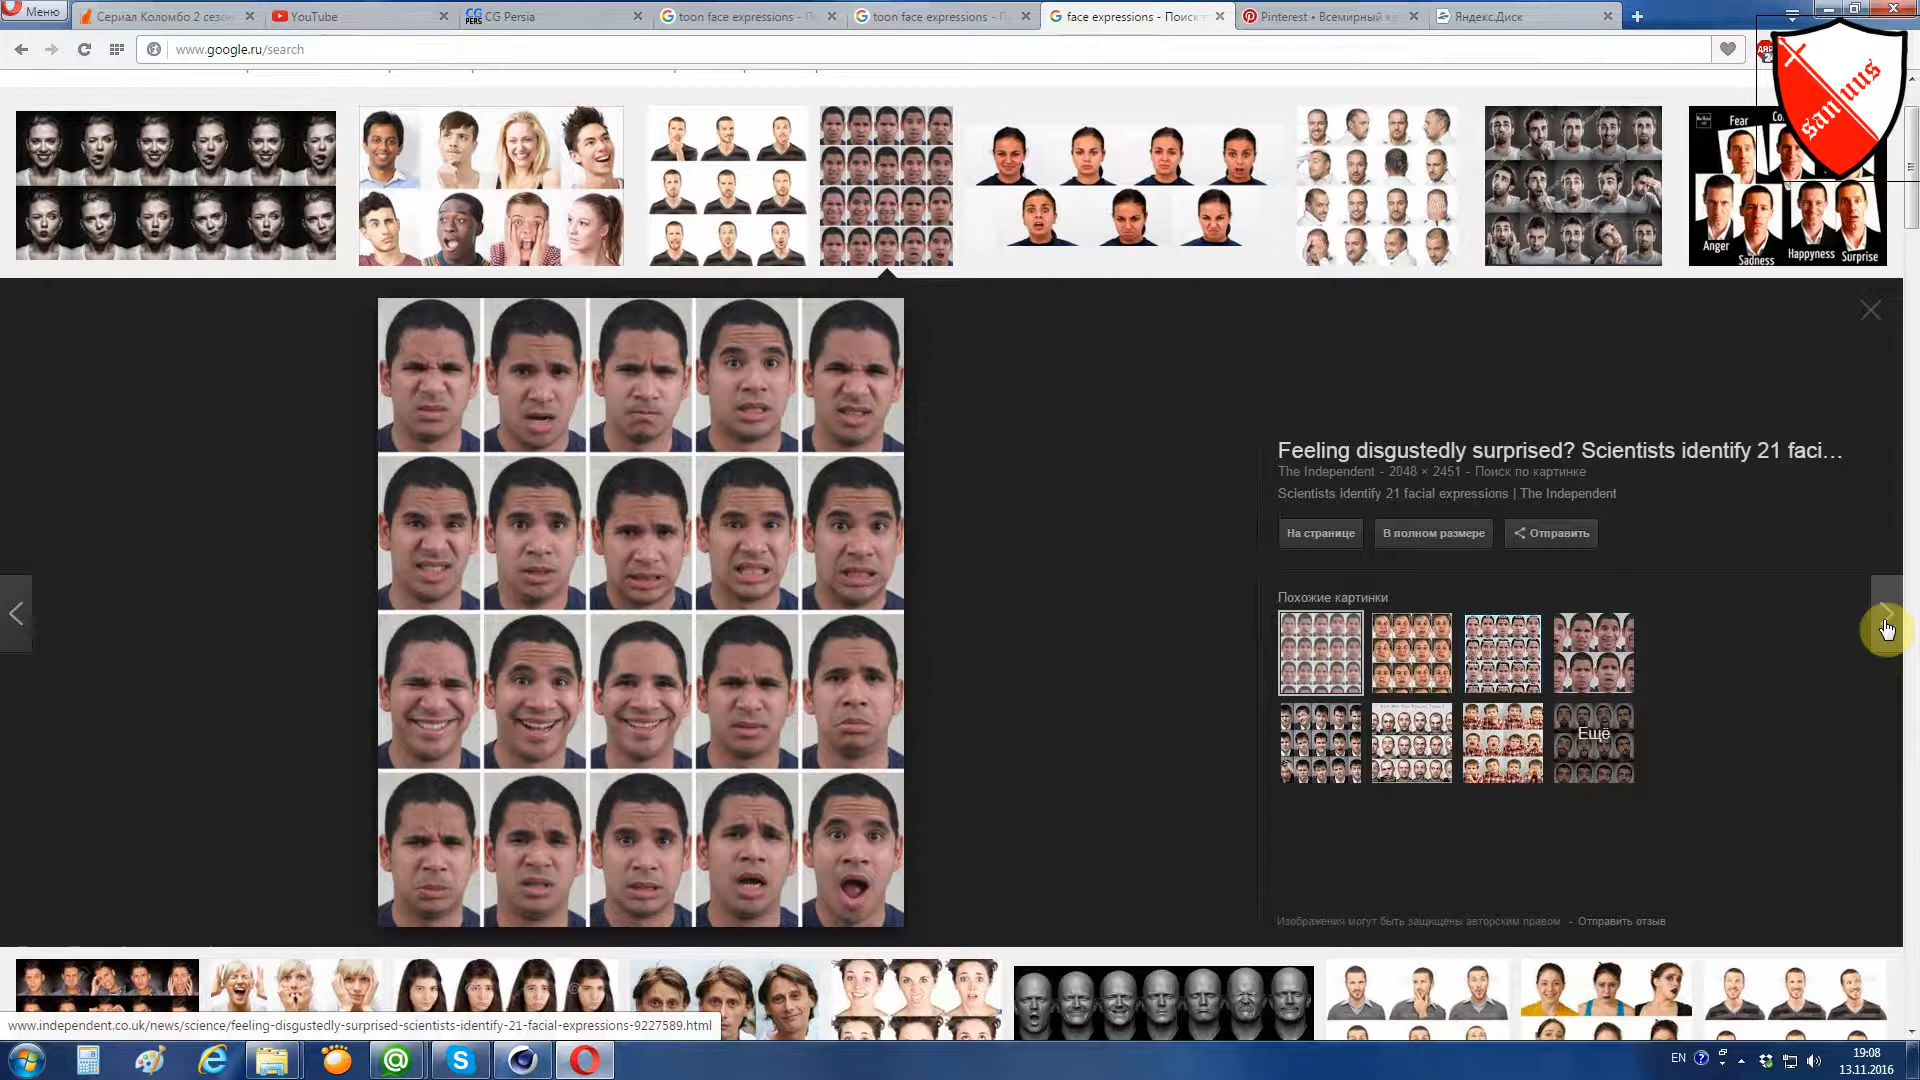 Меню
Сериал Коломбо 2 сезо
YouTube
CG Persia
toon face expressions - П
toon face expressions - П
face expressions - Поиск
Pinterest • Всемирный ка
Яндекс.Диск
www.google.ru/search
samuus
Fear
Anger
Sadness
Happyness
Surprise
Feeling disgustedly surprised? Scientists identify 21 faci...
The Independent - 2048 × 2451 - Поиск по картинке
Scientists identify 21 facial expressions | The Independent
На странице
В полном размере
Отправить
Похожие картинки
Ещё
Изображения могут быть защищены авторским правом - Отправить отзыв
www.independent.co.uk/news/science/feeling-disgustedly-surprised-scientists-identify-21-facial-expressions-9227589.html
EN
19:08
13.11.2016